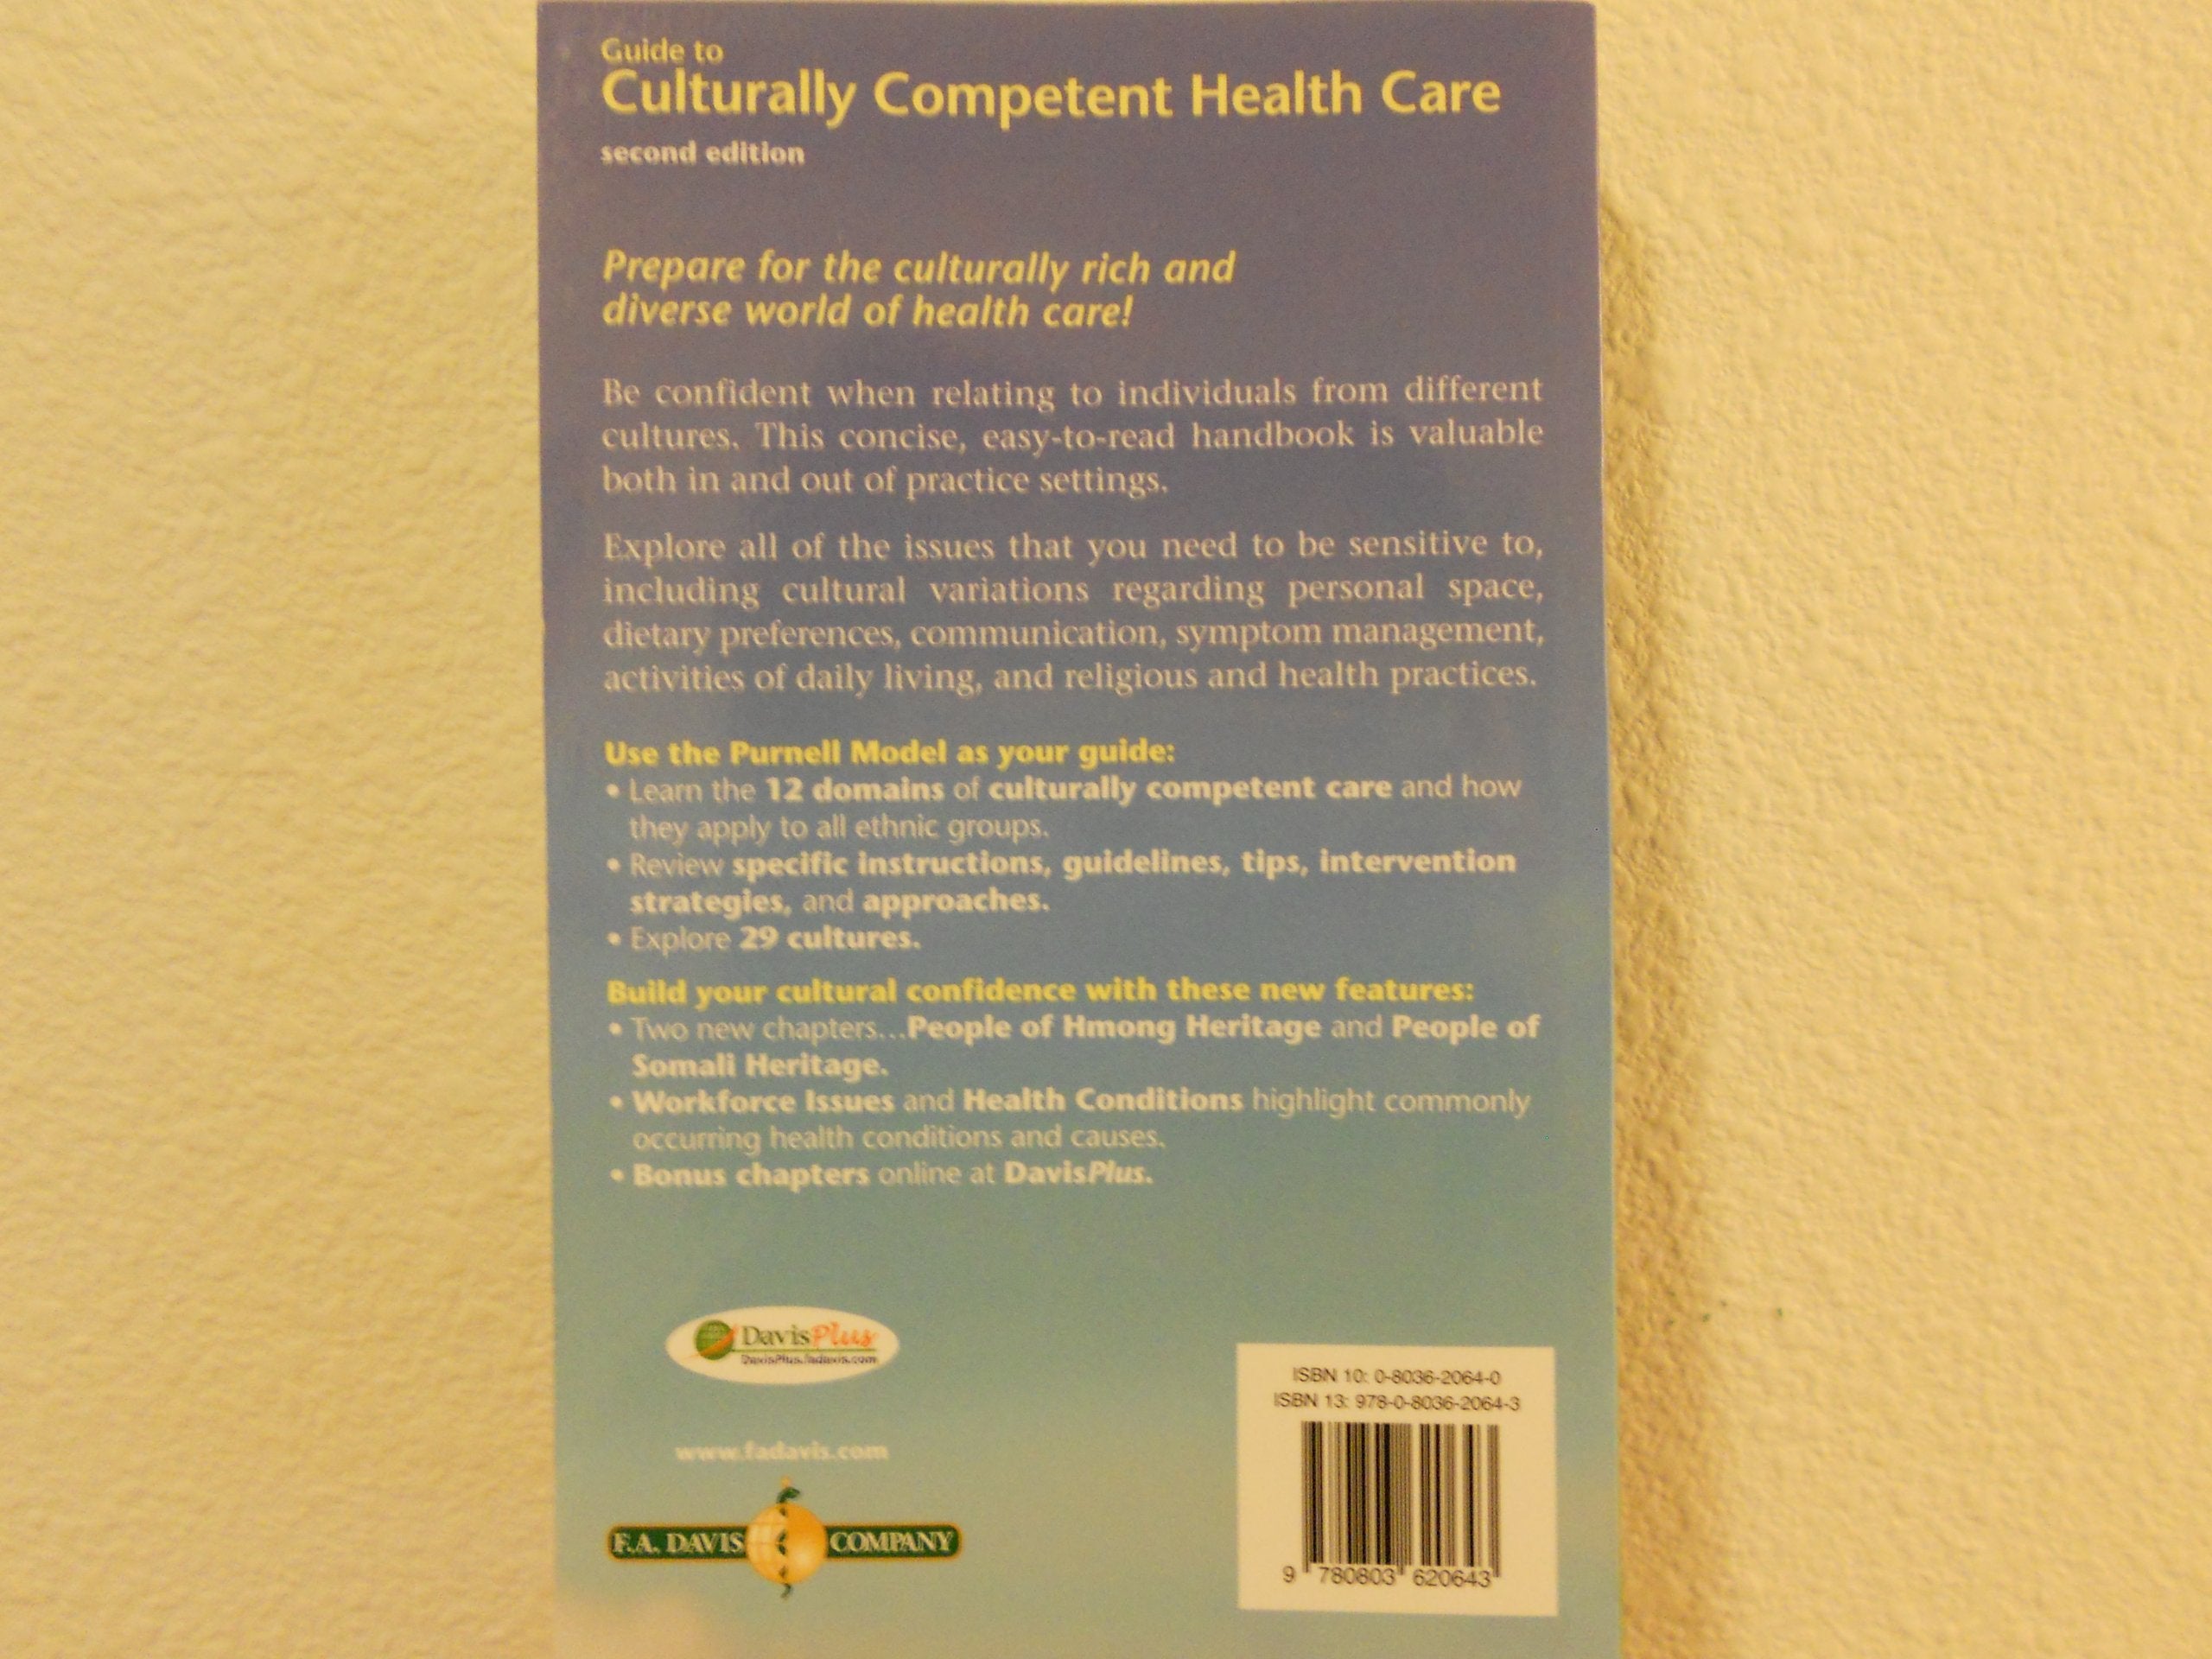 Guide to
Culturally Competent Health Care
second edition
Prepare for the culturally rich and
diverse world of health care!
Be confident when relating to individuals from different
cultures. This concise, easy-to-read handbook is valuable
both in and out of practice settings.
Explore all of the issues that you need to be sensitive to,
including cultural variations regarding personal space,
dietary preferences, communication, symptom management,
activities of daily living, and religious and health practices.
Use the Purnell Model as your guide:
• Learn the 12 domains of culturally competent care and how
they apply to all ethnic groups.
• Review specific instructions, guidelines, tips, intervention
strategies, and approaches.
• Explore 29 cultures.
Build your cultural confidence with these new features:
• Two new chapters...People of Hmong Heritage and People of
Somali Heritage.
• Workforce Issues and Health Conditions highlight commonly
occurring health conditions and causes.
• Bonus chapters online at DavisPlus.
DavisPlus
DavisPlus.fadavis.com
www.fadavis.com
F.A. DAVIS COMPANY
ISBN 10: 0-8036-2064-0
ISBN 13: 978-0-8036-2064-3
9 780803 620643